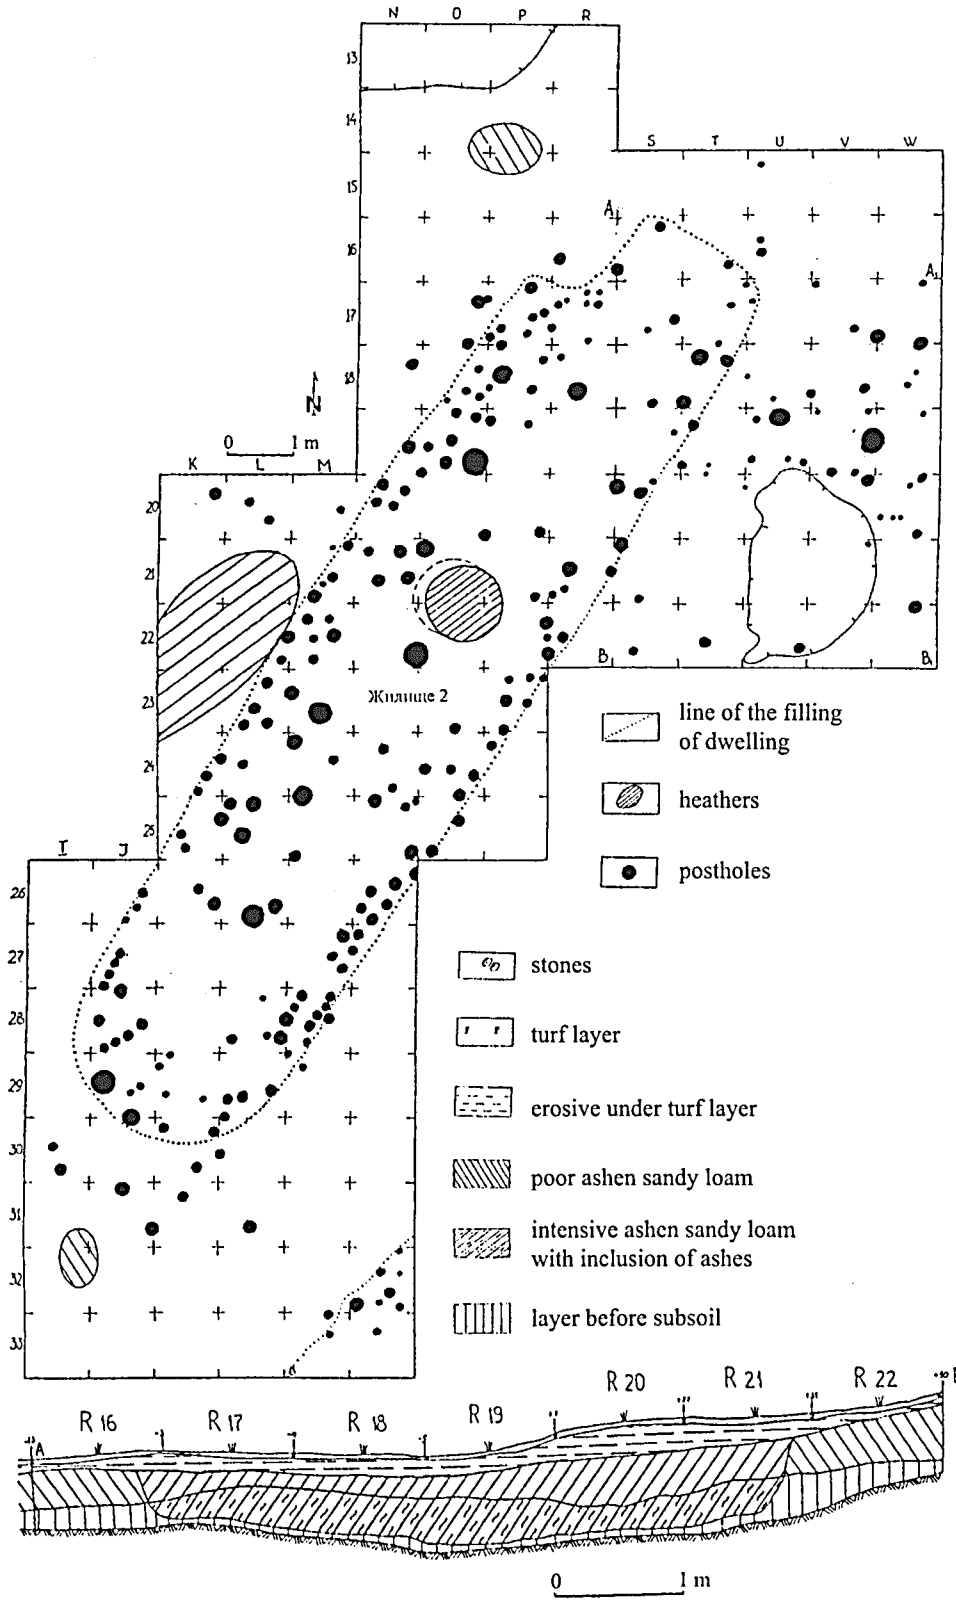 N O P R
13
14
S T U V W
15
A
16
A₁
17
18
N
0 1 m
K L M
20
21
22
B B₁
Жилище 2
23
line of the filling
of dwelling
24
heathers
25
I J
postholes
26
27
stones
28
turf layer
29
erosive under turf layer
30
poor ashen sandy loam
31
intensive ashen sandy loam
with inclusion of ashes
32
layer before subsoil
33
R 16 R 17 R 18 R 19 R 20 R 21 R 22
A
0 1 m